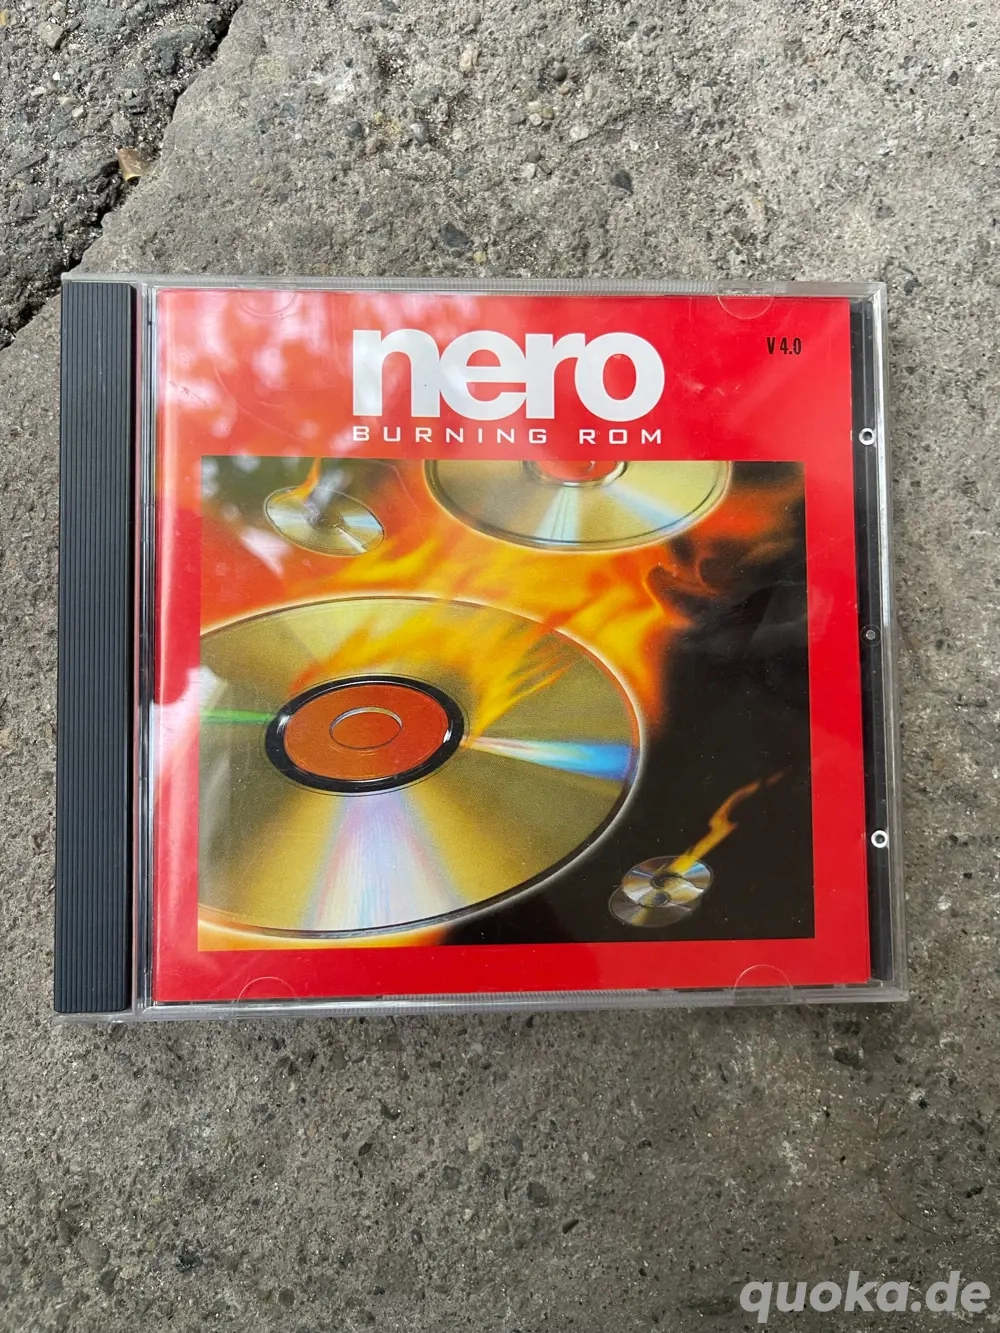 nero
V 4.0
BURNING ROM
quoka.de